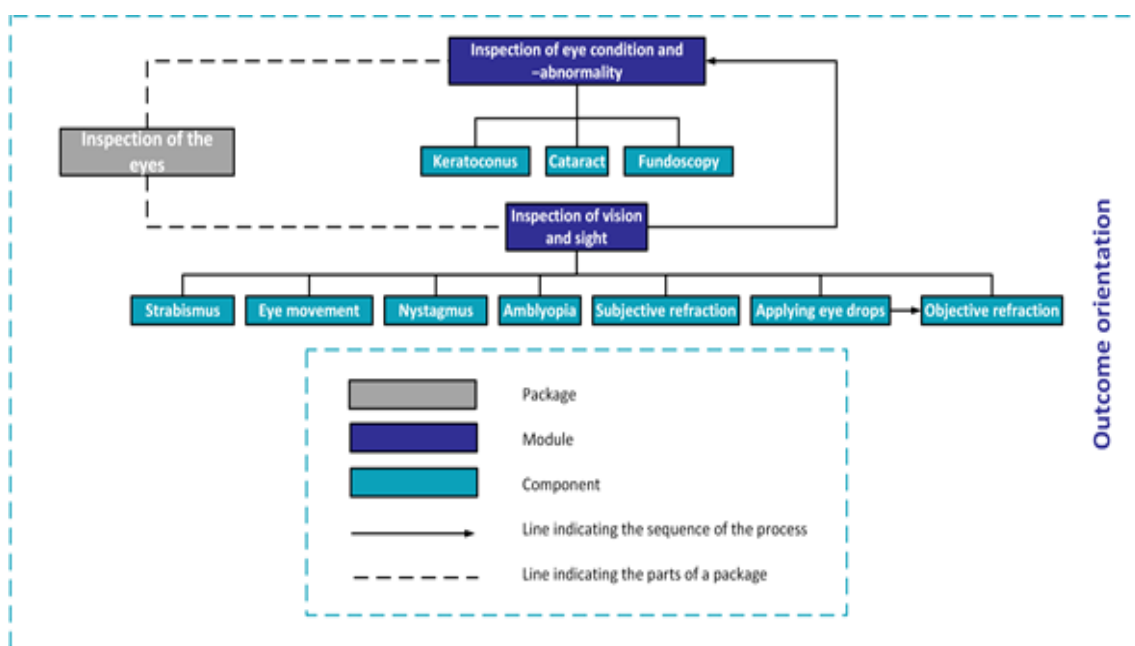 Inspection of eye condition and
–abnormality
Inspection of the
eyes
Keratoconus
Cataract
Fundoscopy
Inspection of vision
and sight
Strabismus
Eye movement
Nystagmus
Amblyopia
Subjective refraction
Applying eye drops
Objective refraction
Outcome orientation
Package
Module
Component
Line indicating the sequence of the process
Line indicating the parts of a package